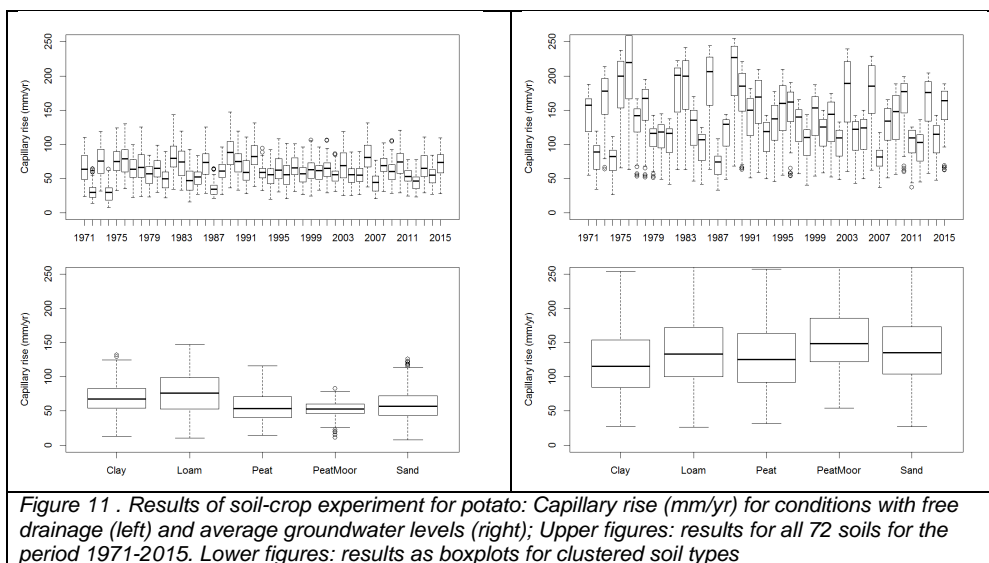 Capillary rise (mm/yr)
250
200
150
100
50
0
1971 1975 1979 1983 1987 1991 1995 1999 2003 2007 2011 2015
Capillary rise (mm/yr)
250
200
150
100
50
0
1971 1975 1979 1983 1987 1991 1995 1999 2003 2007 2011 2015
Capillary rise (mm/yr)
250
200
150
100
50
0
Clay Loam Peat PeatMoor Sand
Capillary rise (mm/yr)
250
200
150
100
50
0
Clay Loam Peat PeatMoor Sand
Figure 11 . Results of soil-crop experiment for potato: Capillary rise (mm/yr) for conditions with free
drainage (left) and average groundwater levels (right); Upper figures: results for all 72 soils for the
period 1971-2015. Lower figures: results as boxplots for clustered soil types